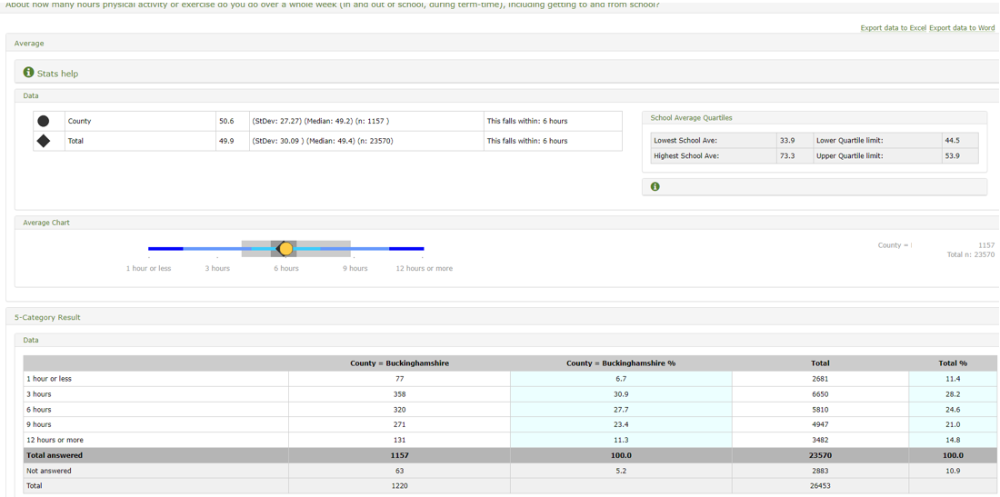 About how many hours physical activity or exercise do you do over a whole week (in and out of school, during term-time), including getting to and from school?
Export data to Excel Export data to Word
Average
Stats help
Data
County 50.6 (StDev: 27.27) (Median: 49.2) (n: 1157 ) This falls within: 6 hours
Total 49.9 (StDev: 30.09 ) (Median: 49.4) (n: 23570) This falls within: 6 hours
School Average Quartiles
Lowest School Ave: 33.9 Lower Quartile limit: 44.5
Highest School Ave: 73.3 Upper Quartile limit: 53.9
Average Chart
1 hour or less 3 hours 6 hours 9 hours 12 hours or more
County = 1157
Total n: 23570
5-Category Result
Data
County = Buckinghamshire County = Buckinghamshire % Total Total %
1 hour or less 77 6.7 2681 11.4
3 hours 358 30.9 6650 28.2
6 hours 320 27.7 5810 24.6
9 hours 271 23.4 4947 21.0
12 hours or more 131 11.3 3482 14.8
Total answered 1157 100.0 23570 100.0
Not answered 63 5.2 2883 10.9
Total 1220 26453